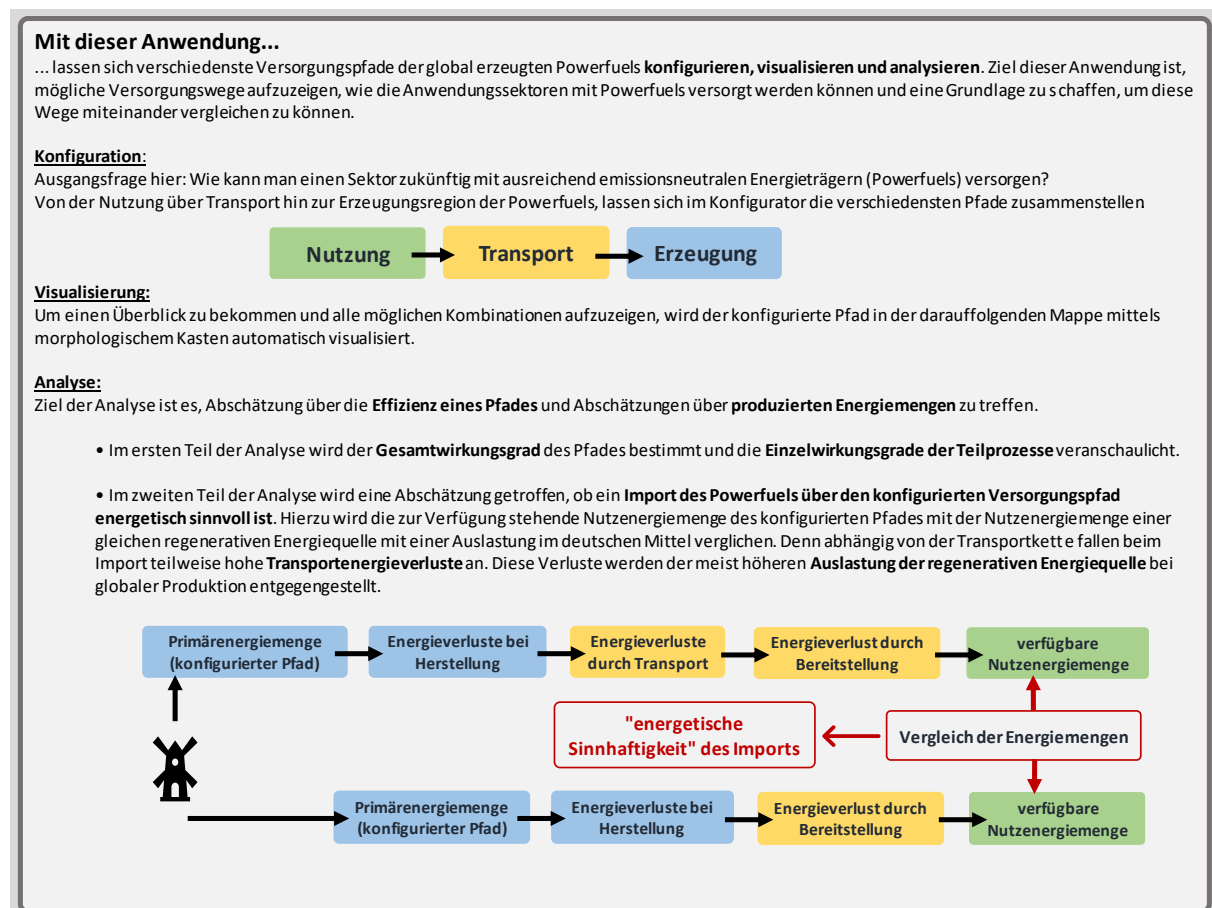 Mit dieser Anwendung...
... lassen sich verschiedenste Versorgungspfade der global erzeugten Powerfuels konfigurieren, visualisieren und analysieren. Ziel dieser Anwendung ist,
mögliche Versorgungswege aufzuzeigen, wie die Anwendungssektoren mit Powerfuels versorgt werden können und eine Grundlage zu schaffen, um diese
Wege miteinander vergleichen zu können.
Konfiguration:
Ausgangsfrage hier: Wie kann man einen Sektor zukünftig mit ausreichend emissionsneutralen Energieträgern (Powerfuels) versorgen?
Von der Nutzung über Transport hin zur Erzeugungsregion der Powerfuels, lassen sich im Konfigurator die verschiedensten Pfade zusammenstellen
Nutzung Transport Erzeugung
Visualisierung:
Um einen Überblick zu bekommen und alle möglichen Kombinationen aufzuzeigen, wird der konfigurierte Pfad in der darauffolgenden Mappe mittels
morphologischem Kasten automatisch visualisiert.
Analyse:
Ziel der Analyse ist es, Abschätzung über die Effizienz eines Pfades und Abschätzungen über produzierten Energiemengen zu treffen.
• Im ersten Teil der Analyse wird der Gesamtwirkungsgrad des Pfades bestimmt und die Einzelwirkungsgrade der Teilprozesse veranschaulicht.
• Im zweiten Teil der Analyse wird eine Abschätzung getroffen, ob ein Import des Powerfuels über den konfigurierten Versorgungspfad
energetisch sinnvoll ist. Hierzu wird die zur Verfügung stehende Nutzenergiemenge des konfigurierten Pfades mit der Nutzenergiemenge einer
gleichen regenerativen Energiequelle mit einer Auslastung im deutschen Mittel verglichen. Denn abhängig von der Transportkette fallen beim
Import teilweise hohe Transportenergieverluste an. Diese Verluste werden der meist höheren Auslastung der regenerativen Energiequelle bei
globaler Produktion entgegengestellt.
Primärenergiemenge
(konfigurierter Pfad)
Energieverluste bei
Herstellung
Energieverluste
durch Transport
Energieverlust durch
Bereitstellung
verfügbare
Nutzenergiemenge
"energetische
Sinnhaftigkeit" des Imports
Vergleich der Energiemengen
Primärenergiemenge
(konfigurierter Pfad)
Energieverluste bei
Herstellung
Energieverlust durch
Bereitstellung
verfügbare
Nutzenergiemenge